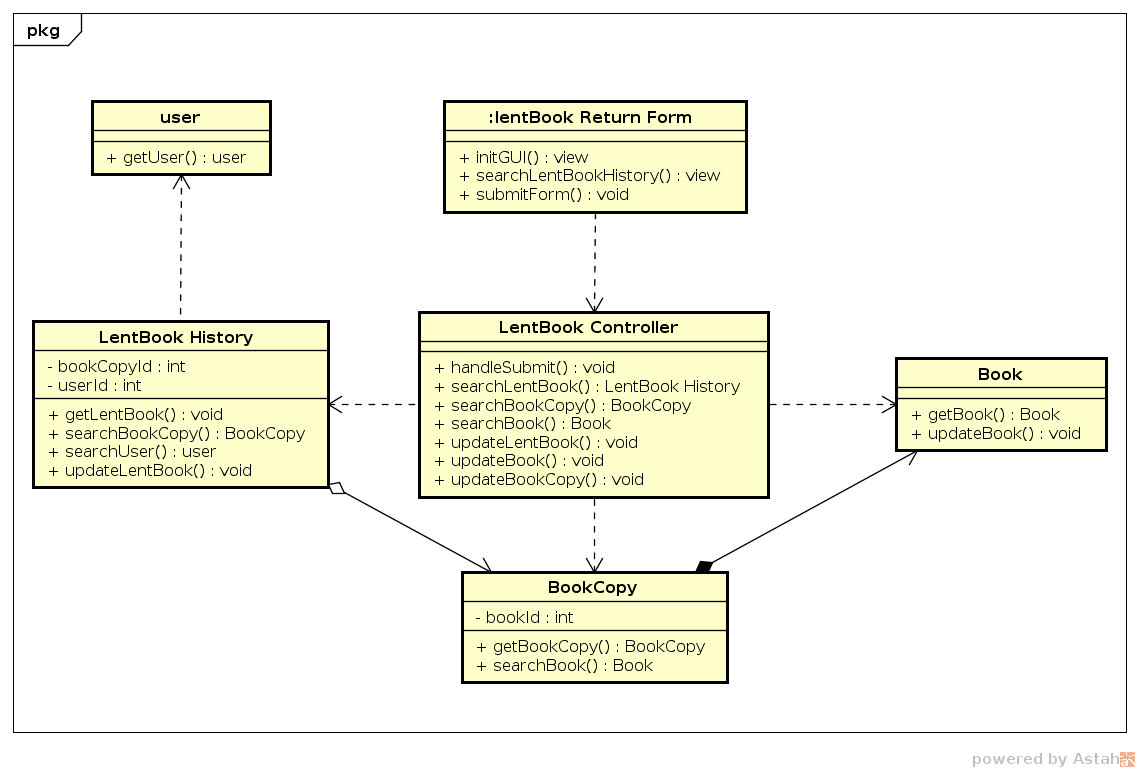 pkg
user
+ getUser() : user
:lentBook Return Form
+ initGUI() : view
+ searchLentBookHistory() : view
+ submitForm() : void
LentBook History
- bookCopyId : int
- userId : int
+ getLentBook() : void
+ searchBookCopy() : BookCopy
+ searchUser() : user
+ updateLentBook() : void
LentBook Controller
+ handleSubmit() : void
+ searchLentBook() : LentBook History
+ searchBookCopy() : BookCopy
+ searchBook() : Book
+ updateLentBook() : void
+ updateBook() : void
+ updateBookCopy() : void
Book
+ getBook() : Book
+ updateBook() : void
BookCopy
- bookId : int
+ getBookCopy() : BookCopy
+ searchBook() : Book
powered by Astah